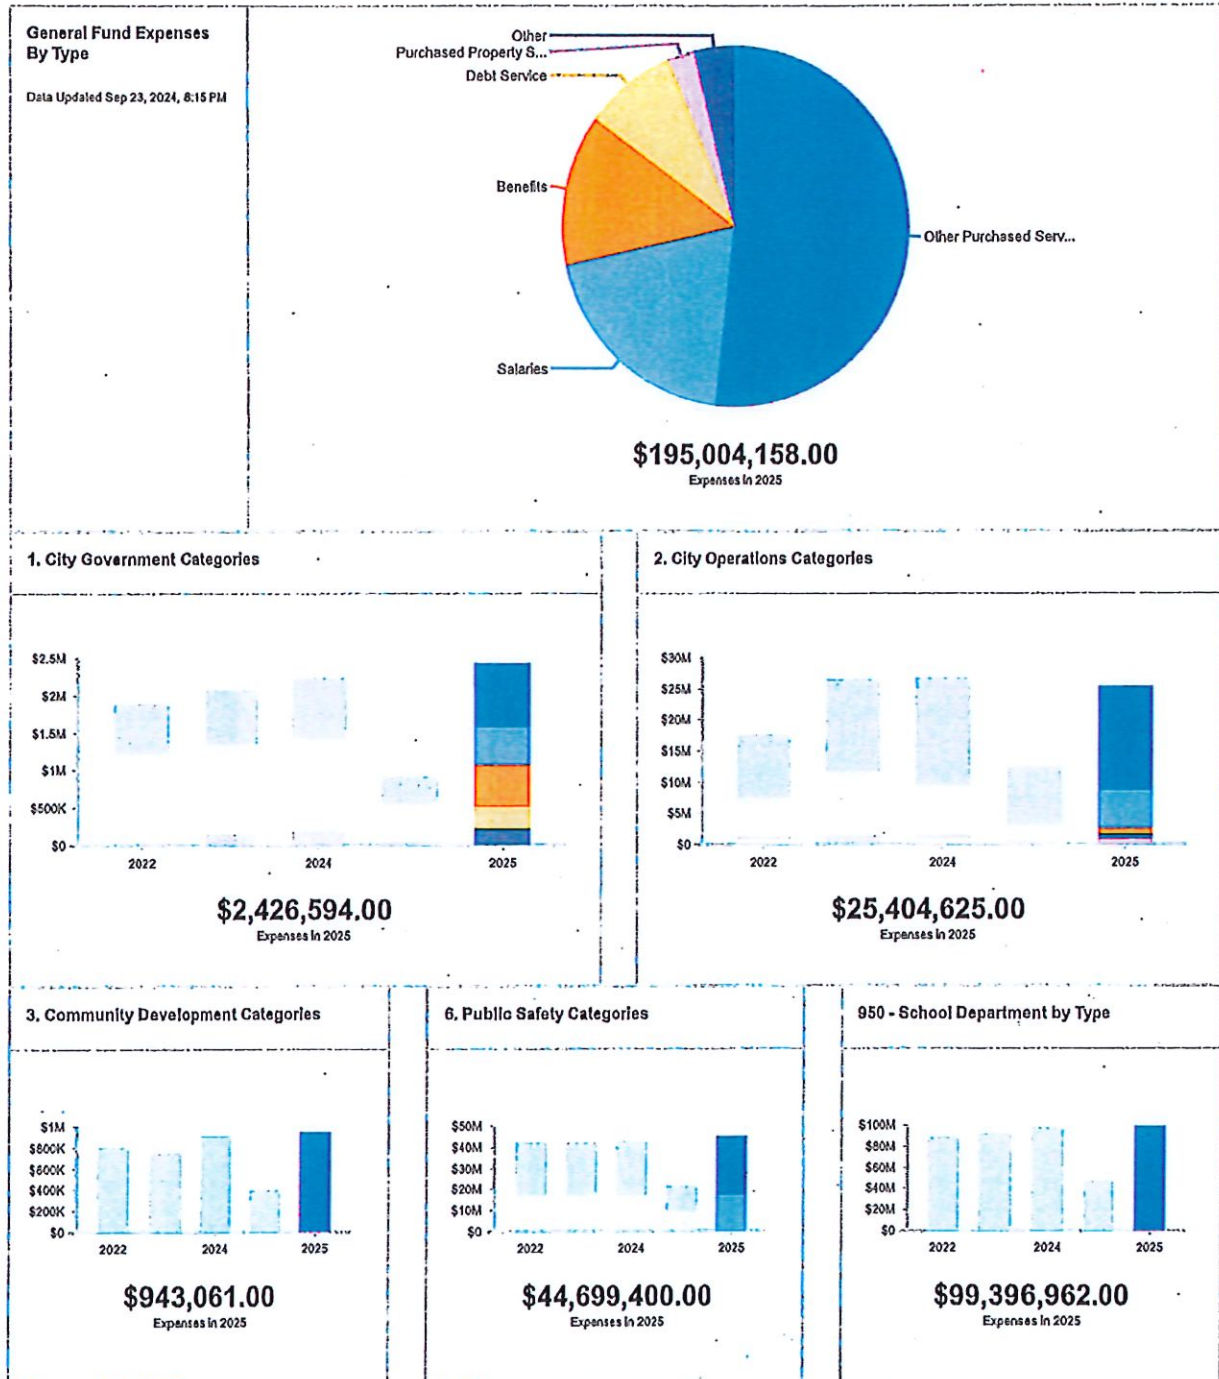 General Fund Expenses
By Type
Data Updated Sep 23, 2024, 8:15 PM
Other
Purchased Property S...
Debt Service
Benefits
Other Purchased Serv...
Salaries
$195,004,158.00
Expenses in 2025
1. City Government Categories
$2.5M
$2M
$1.5M
$1M
$500K
$0
2022
2024
2025
$2,426,594.00
Expenses in 2025
2. City Operations Categories
$30M
$25M
$20M
$15M
$10M
$5M
$0
2022
2024
2025
$25,404,625.00
Expenses in 2025
3. Community Development Categories
$1M
$800K
$600K
$400K
$200K
$0
2022
2024
2025
$943,061.00
Expenses in 2025
6. Public Safety Categories
$50M
$40M
$30M
$20M
$10M
$0
2022
2024
2025
$44,699,400.00
Expenses in 2025
950 - School Department by Type
$100M
$80M
$60M
$40M
$20M
$0
2022
2024
2025
$99,396,962.00
Expenses in 2025